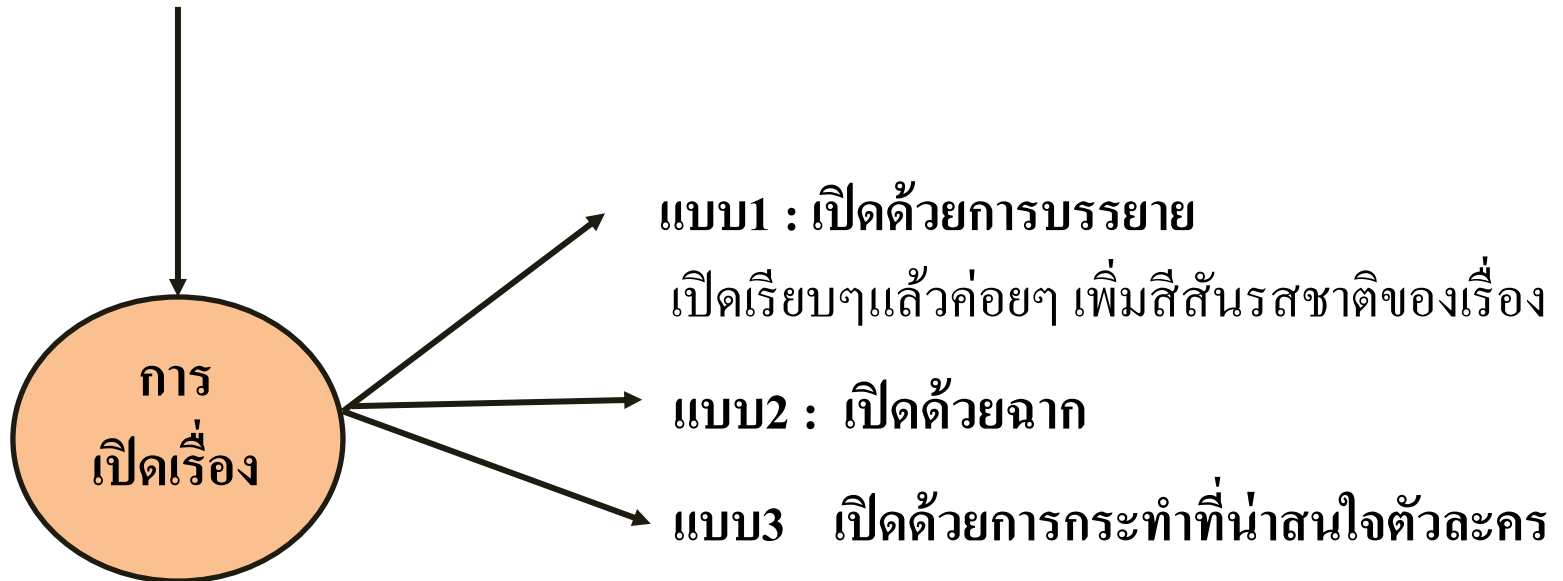 การ
เปิดเรื่อง
แบบ1 : เปิดด้วยการบรรยาย
เปิดเรียบๆแล้วค่อยๆ เพิ่มสีสันรสชาติของเรื่อง
แบบ2 :  เปิดด้วยฉาก
แบบ3   เปิดด้วยการกระทำที่น่าสนใจตัวละคร